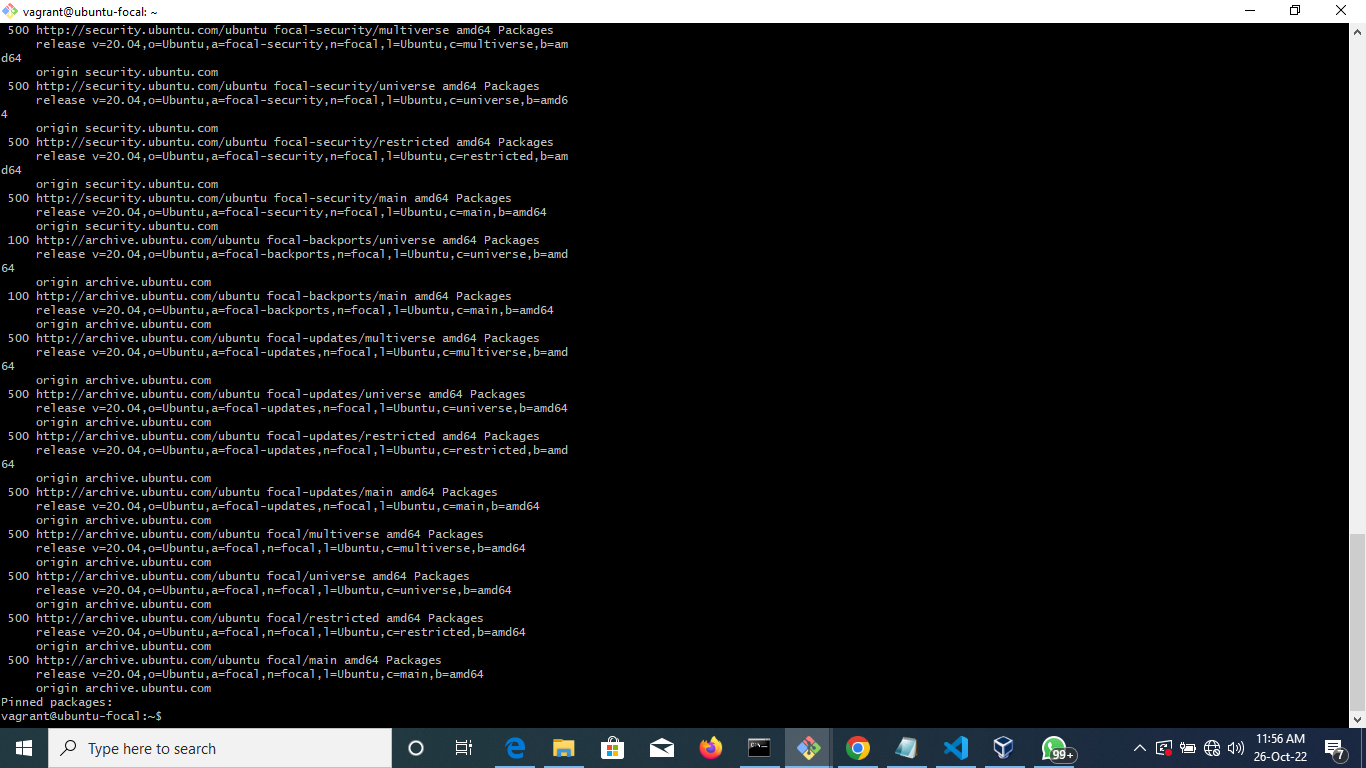 vagrant@ubuntu-focal: ~
500 http://security.ubuntu.com/ubuntu focal-security/multiverse amd64 Packages
release v=20.04,o=Ubuntu,a=focal-security,n=focal,l=Ubuntu,c=multiverse,b=am
d64
origin security.ubuntu.com
500 http://security.ubuntu.com/ubuntu focal-security/universe amd64 Packages
release v=20.04,o=Ubuntu,a=focal-security,n=focal,l=Ubuntu,c=universe,b=amd6
4
origin security.ubuntu.com
500 http://security.ubuntu.com/ubuntu focal-security/restricted amd64 Packages
release v=20.04,o=Ubuntu,a=focal-security,n=focal,l=Ubuntu,c=restricted,b=am
d64
origin security.ubuntu.com
500 http://security.ubuntu.com/ubuntu focal-security/main amd64 Packages
release v=20.04,o=Ubuntu,a=focal-security,n=focal,l=Ubuntu,c=main,b=amd64
origin security.ubuntu.com
100 http://archive.ubuntu.com/ubuntu focal-backports/universe amd64 Packages
release v=20.04,o=Ubuntu,a=focal-backports,n=focal,l=Ubuntu,c=universe,b=amd
64
origin archive.ubuntu.com
100 http://archive.ubuntu.com/ubuntu focal-backports/main amd64 Packages
release v=20.04,o=Ubuntu,a=focal-backports,n=focal,l=Ubuntu,c=main,b=amd64
origin archive.ubuntu.com
500 http://archive.ubuntu.com/ubuntu focal-updates/multiverse amd64 Packages
release v=20.04,o=Ubuntu,a=focal-updates,n=focal,l=Ubuntu,c=multiverse,b=amd
64
origin archive.ubuntu.com
500 http://archive.ubuntu.com/ubuntu focal-updates/universe amd64 Packages
release v=20.04,o=Ubuntu,a=focal-updates,n=focal,l=Ubuntu,c=universe,b=amd64
origin archive.ubuntu.com
500 http://archive.ubuntu.com/ubuntu focal-updates/restricted amd64 Packages
release v=20.04,o=Ubuntu,a=focal-updates,n=focal,l=Ubuntu,c=restricted,b=amd
64
origin archive.ubuntu.com
500 http://archive.ubuntu.com/ubuntu focal-updates/main amd64 Packages
release v=20.04,o=Ubuntu,a=focal-updates,n=focal,l=Ubuntu,c=main,b=amd64
origin archive.ubuntu.com
500 http://archive.ubuntu.com/ubuntu focal/multiverse amd64 Packages
release v=20.04,o=Ubuntu,a=focal,n=focal,l=Ubuntu,c=multiverse,b=amd64
origin archive.ubuntu.com
500 http://archive.ubuntu.com/ubuntu focal/universe amd64 Packages
release v=20.04,o=Ubuntu,a=focal,n=focal,l=Ubuntu,c=universe,b=amd64
origin archive.ubuntu.com
500 http://archive.ubuntu.com/ubuntu focal/restricted amd64 Packages
release v=20.04,o=Ubuntu,a=focal,n=focal,l=Ubuntu,c=restricted,b=amd64
origin archive.ubuntu.com
500 http://archive.ubuntu.com/ubuntu focal/main amd64 Packages
release v=20.04,o=Ubuntu,a=focal,n=focal,l=Ubuntu,c=main,b=amd64
origin archive.ubuntu.com
Pinned packages:
vagrant@ubuntu-focal:~$
Type here to search
99+
11:56 AM
26-Oct-22
7